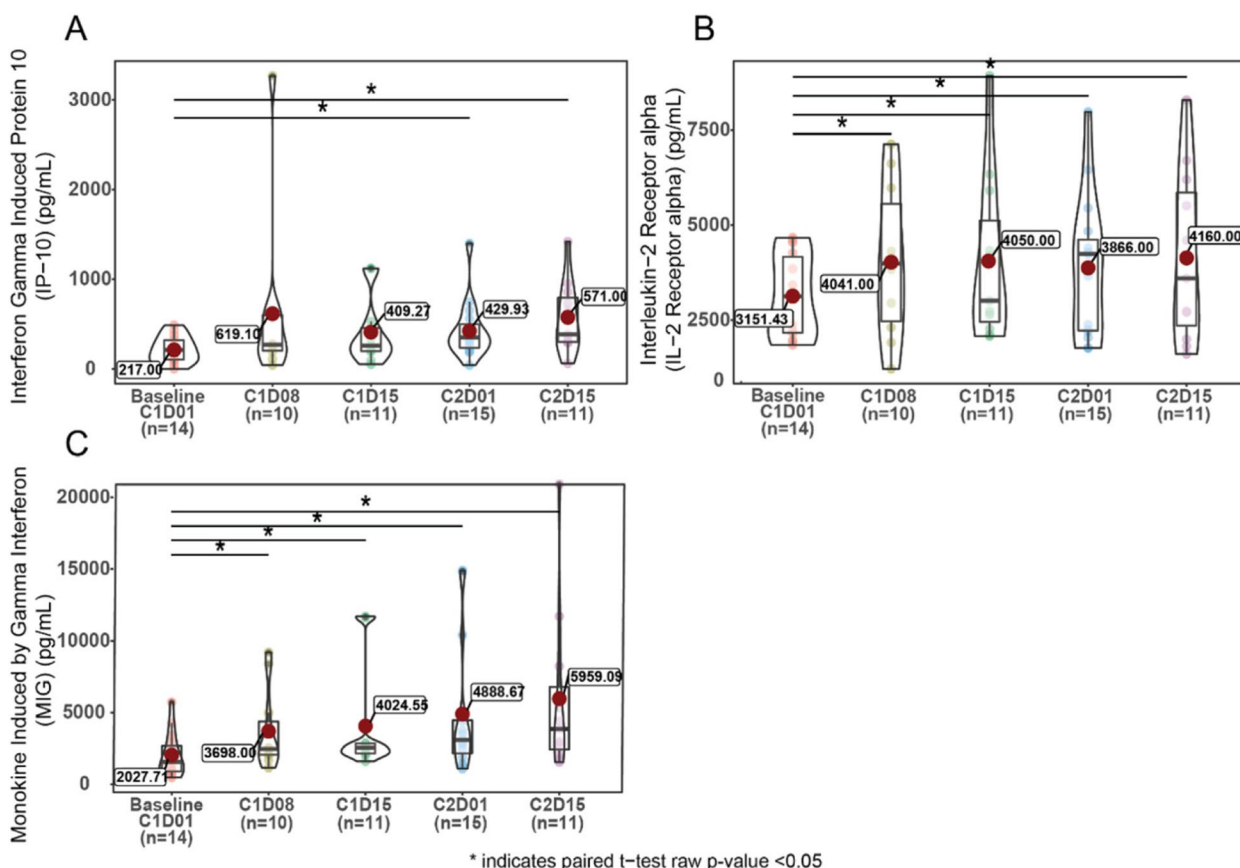 A
Interferon Gamma Induced Protein 10
(IP−10) (pg/mL)
3000
2000
1000
0
*
*
217.00
619.10
409.27
429.93
571.00
Baseline
C1D01
(n=14)
C1D08
(n=10)
C1D15
(n=11)
C2D01
(n=15)
C2D15
(n=11)
B
Interleukin−2 Receptor alpha
(IL−2 Receptor alpha) (pg/mL)
7500
5000
2500
0
*
*
*
*
3151.43
4041.00
4050.00
3866.00
4160.00
Baseline
C1D01
(n=14)
C1D08
(n=10)
C1D15
(n=11)
C2D01
(n=15)
C2D15
(n=11)
C
Monokine Induced by Gamma Interferon
(MIG) (pg/mL)
20000
15000
10000
5000
0
*
*
*
*
2027.71
3698.00
4024.55
4888.67
5959.09
Baseline
C1D01
(n=14)
C1D08
(n=10)
C1D15
(n=11)
C2D01
(n=15)
C2D15
(n=11)
* indicates paired t−test raw p-value <0.05